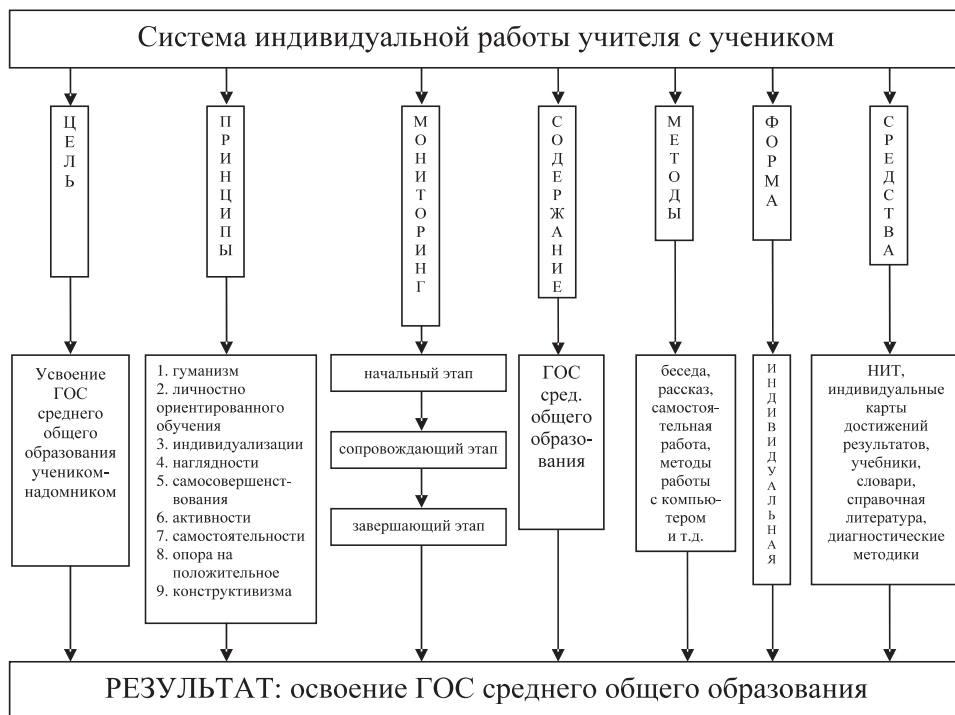 Система индивидуальной работы учителя с учеником
ЦЕЛЬ
ПРИНЦИПЫ
МОНИТОРИНГ
СОДЕРЖАНИЕ
МЕТОДЫ
ФОРМА
СРЕДСТВА
Усвоение
ГОС
среднего
общего
образования
учеником-
надомником
1. гуманизм
2. личностно
ориентированного
обучения
3. индивидуализации
4. наглядности
5. самосовершенст-
вования
6. активности
7. самостоятельности
8. опора на
положительное
9. конструктивизма
начальный этап
сопровождающий этап
завершающий этап
ГОС
сред.
общего
образо-
вания
беседа,
рассказ,
самостоя-
тельная
работа,
методы
работы
с компью-
тером
и т.д.
ИНДИВИДУАЛЬНАЯ
НИТ,
индивидуальные
карты
достижений
результатов,
учебники,
словари,
справочная
литература,
диагностические
методики
РЕЗУЛЬТАТ: освоение ГОС среднего общего образования